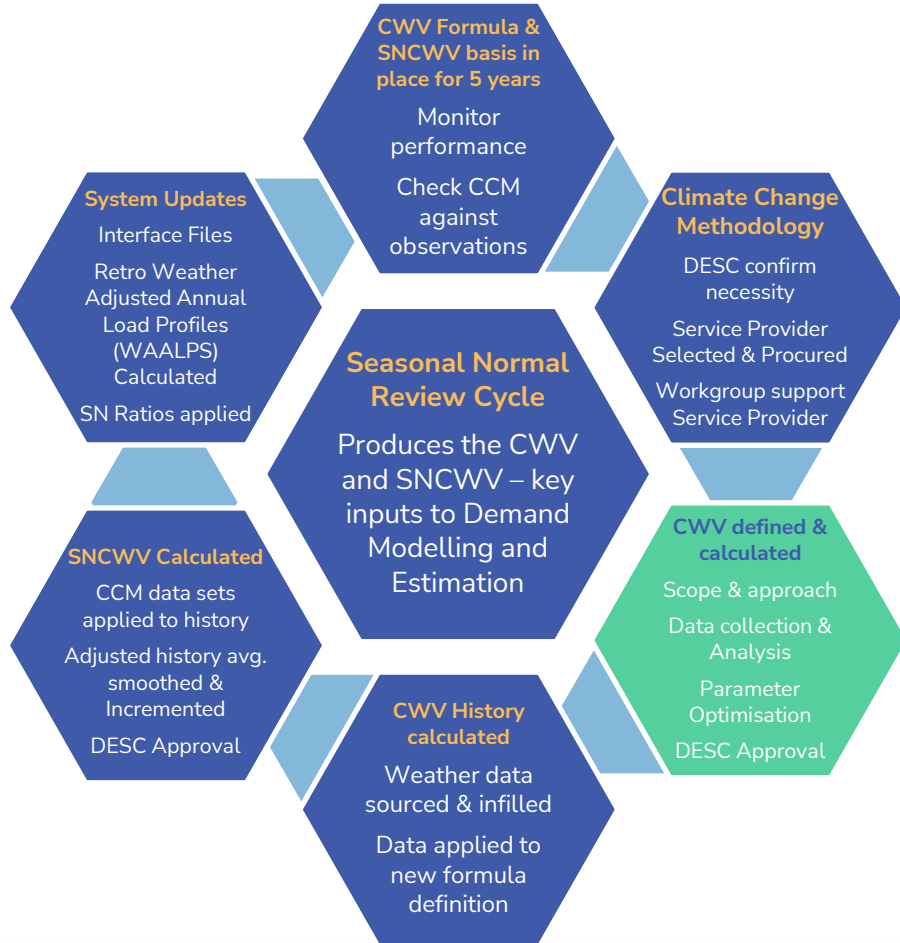 CWV Formula &
SNCWV basis in
place for 5 years
Monitor
performance
Check CCM
against
observations
Climate Change
Methodology
DESC confirm
necessity
Service Provider
Selected & Procured
Workgroup support
Service Provider
CWV defined &
calculated
Scope & approach
Data collection &
Analysis
Parameter
Optimisation
DESC Approval
CWV History
calculated
Weather data
sourced & infilled
Data applied to
new formula
definition
SNCWV Calculated
CCM data sets
applied to history
Adjusted history avg.
smoothed &
Incremented
DESC Approval
System Updates
Interface Files
Retro Weather
Adjusted Annual
Load Profiles
(WAALPS)
Calculated
SN Ratios applied
Seasonal Normal
Review Cycle
Produces the CWV
and SNCWV – key
inputs to Demand
Modelling and
Estimation